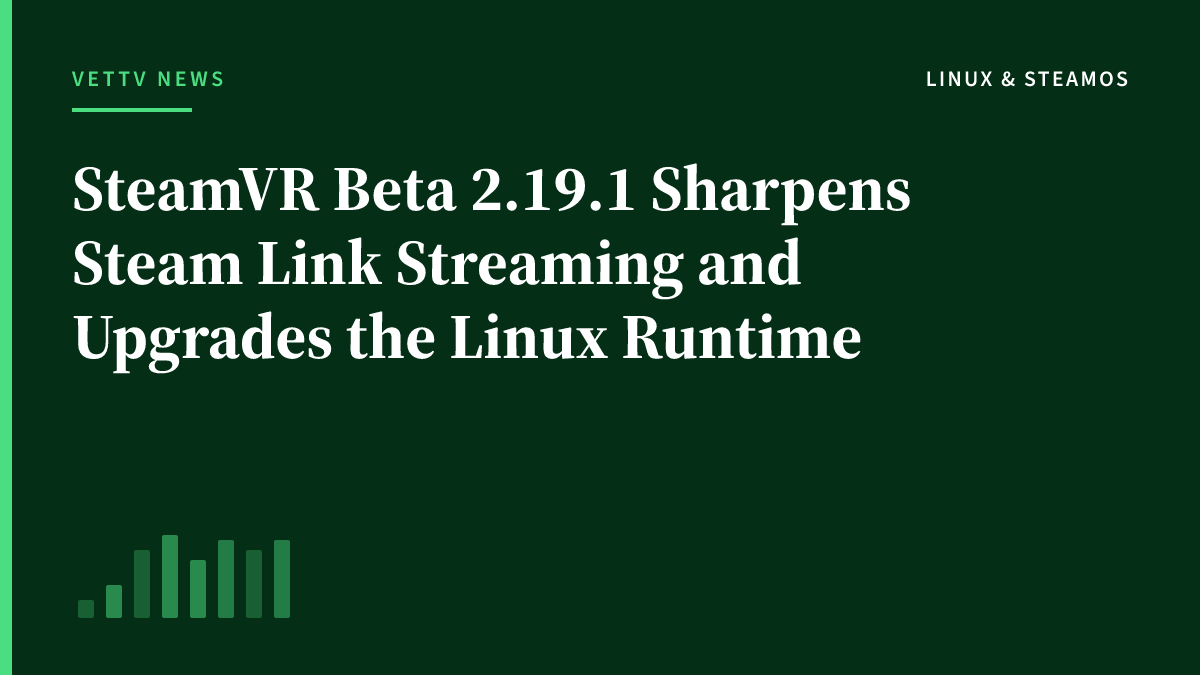 VETTV NEWS
LINUX & STEAMOS
SteamVR Beta 2.19.1 Sharpens
Steam Link Streaming and
Upgrades the Linux Runtime